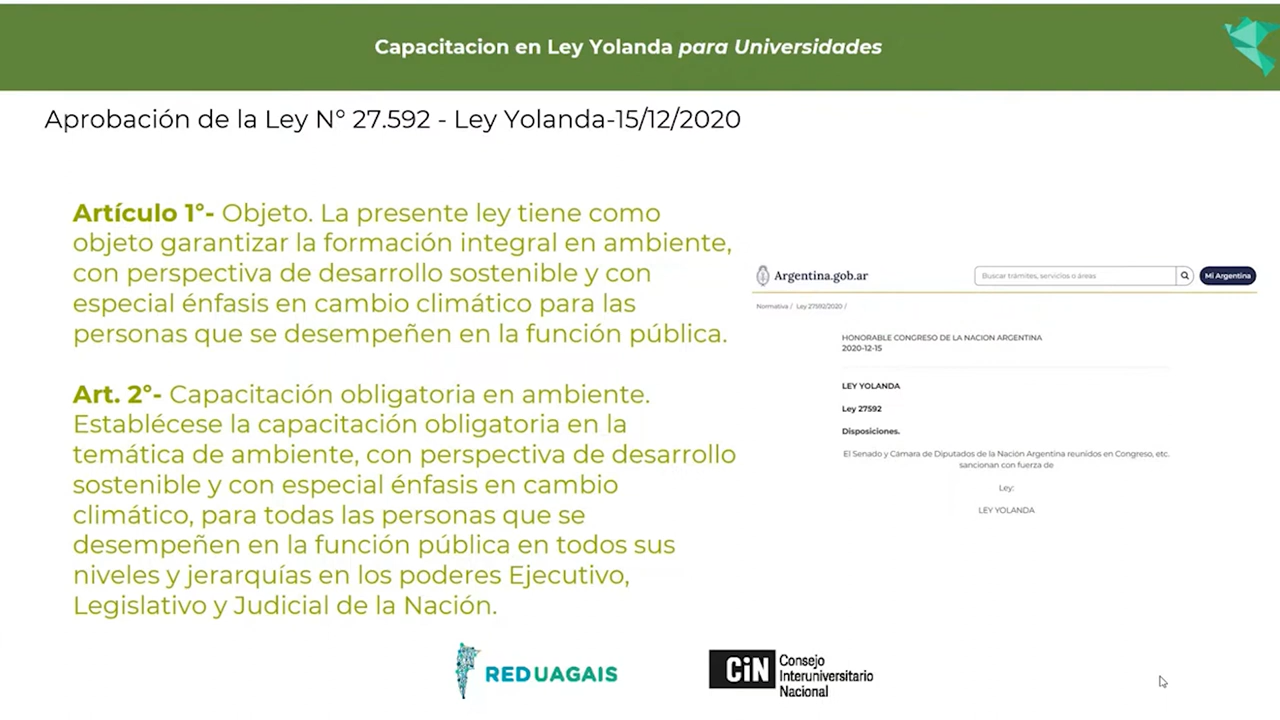 Capacitacion en Ley Yolanda para Universidades
Aprobación de la Ley N° 27.592 - Ley Yolanda-15/12/2020
Artículo 1°- Objeto. La presente ley tiene como
objeto garantizar la formación integral en ambiente,
con perspectiva de desarrollo sostenible y con
especial énfasis en cambio climático para las
personas que se desempeñen en la función pública.
Art. 2°- Capacitación obligatoria en ambiente.
Establécese la capacitación obligatoria en la
temática de ambiente, con perspectiva de desarrollo
sostenible y con especial énfasis en cambio
climático, para todas las personas que se
desempeñen en la función pública en todos sus
niveles y jerarquías en los poderes Ejecutivo,
Legislativo y Judicial de la Nación.
Argentina.gob.ar
Buscar trámites, servicios o áreas
Mi Argentina
Normativa / Ley 27592/2020 /
HONORABLE CONGRESO DE LA NACION ARGENTINA
2020-12-15
LEY YOLANDA
Ley 27592
Disposiciones.
El Senado y Cámara de Diputados de la Nación Argentina reunidos en Congreso, etc.
sancionan con fuerza de
Ley:
LEY YOLANDA
REDUAGAIS
CiN
Consejo
Interuniversitario
Nacional